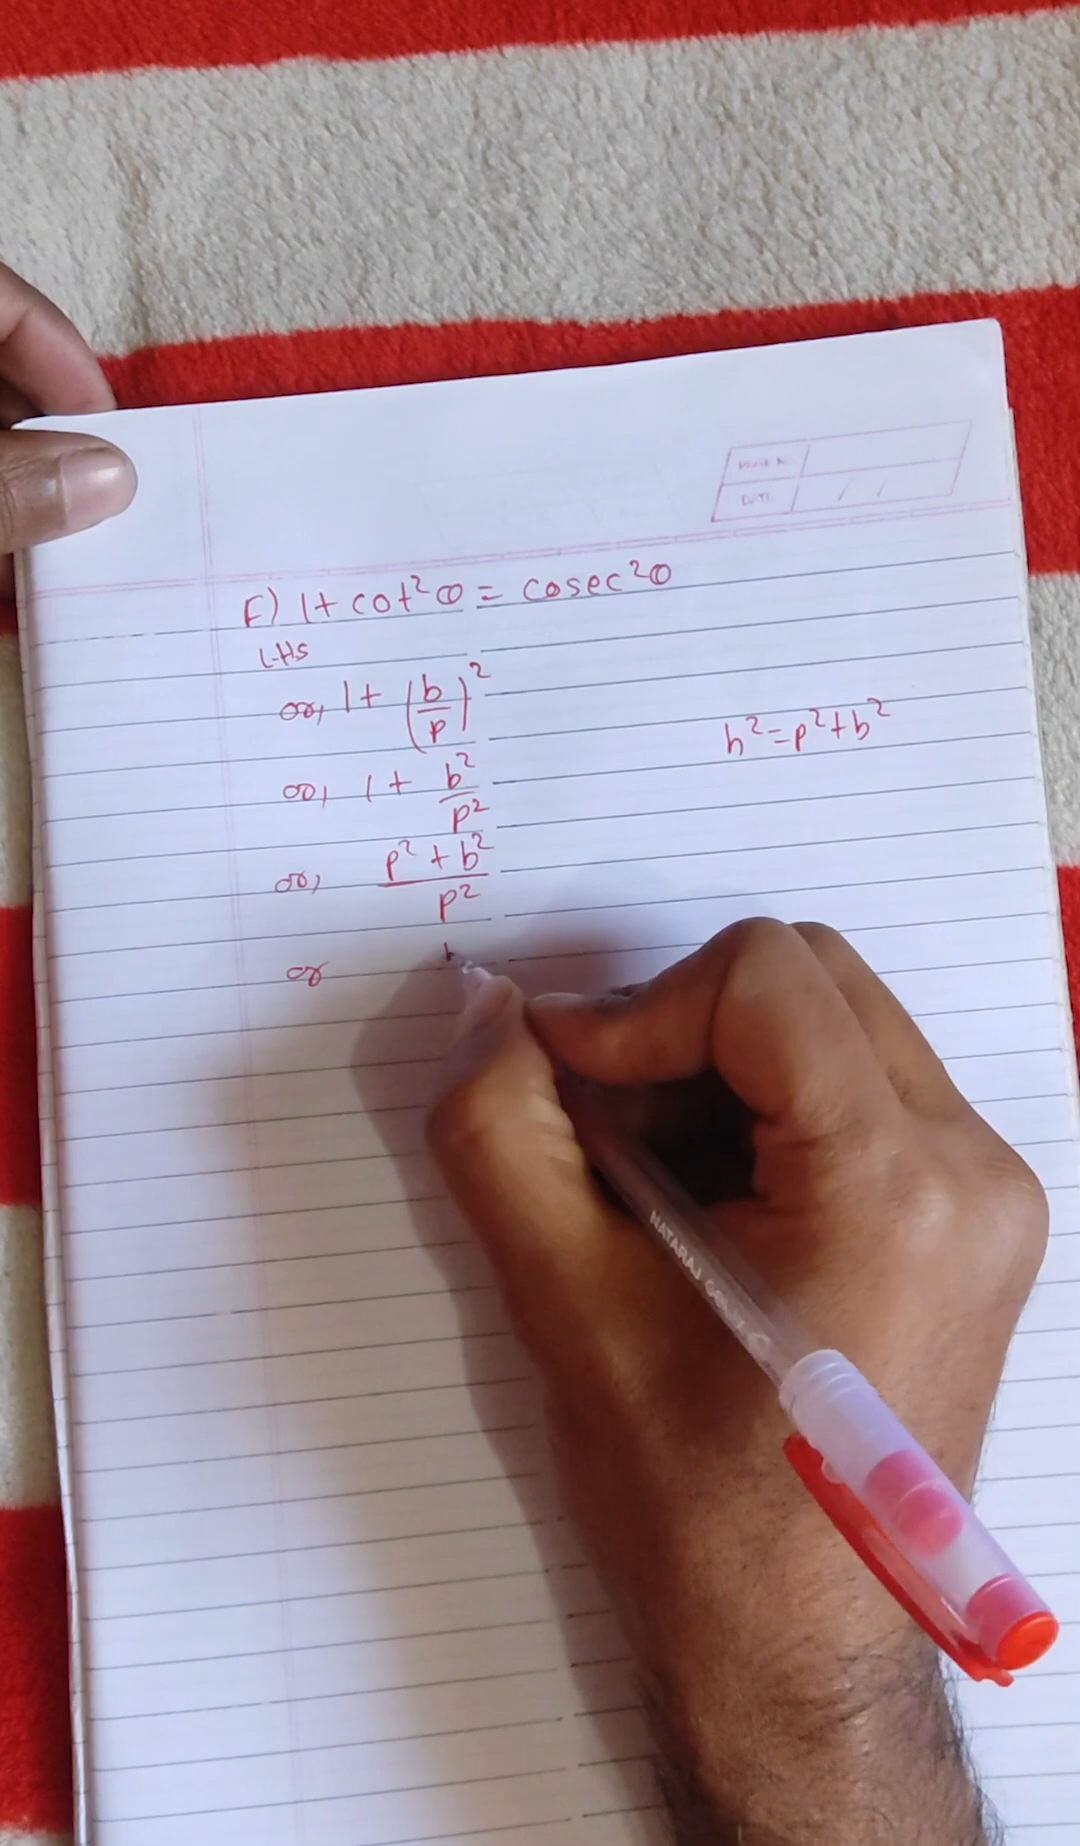 F) 1 + cot²θ = cosec²θ
LHS
or, 1 + (b/p)²
h² = p² + b²
or, 1 + b²/p²
or, p² + b²/p²
or
NATARAJ
DATE / /